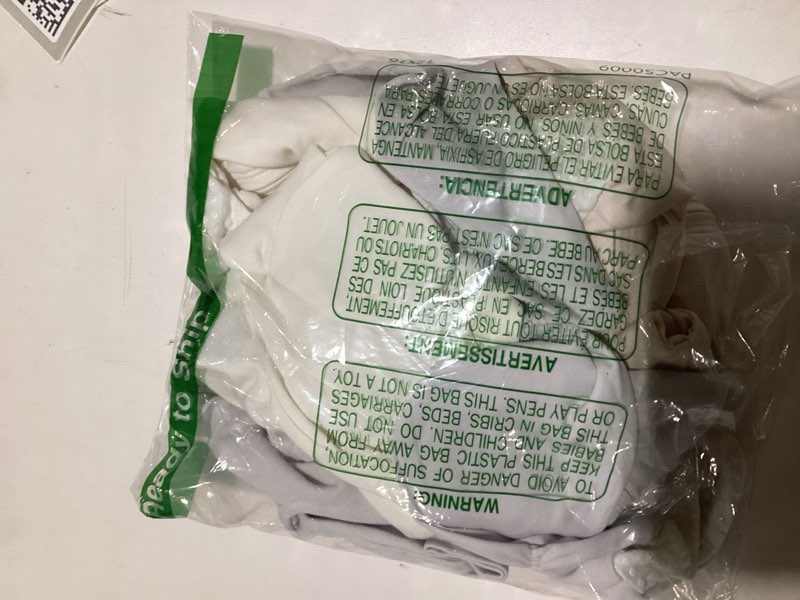 Ready to Ship
WARNING:
TO AVOID DANGER OF SUFFOCATION,
KEEP THIS PLASTIC BAG AWAY FROM
BABIES AND CHILDREN. DO NOT USE
THIS BAG IN CRIBS, BEDS, CARRIAGES
OR PLAY PENS. THIS BAG IS NOT A TOY.
AVERTISSEMENT:
POUR EVITER TOUT RISQUE D'ETOUFFEMENT,
GARDEZ CE SAC EN PLASTIQUE LOIN DES
BEBES ET LES ENFANTS. N'UTILISEZ PAS CE
SAC DANS LES BERCEAUX, LITS, CHARIOTS OU
PARC AU BEBE. CE SAC N'EST PAS UN JOUET.
ADVERTENCIA:
PARA EVITAR EL PELIGRO DE ASFIXIA, MANTENGA
ESTA BOLSA DE PLASTICO FUERA DEL ALCANCE
DE BEBES Y NINOS. NO USAR ESTA BOLSA EN
CUNAS, CAMAS, CARRIOLAS O CORRALES PARA
BEBES. ESTA BOLSA NO ES UN JUGUETE.
PAC50009
12X16